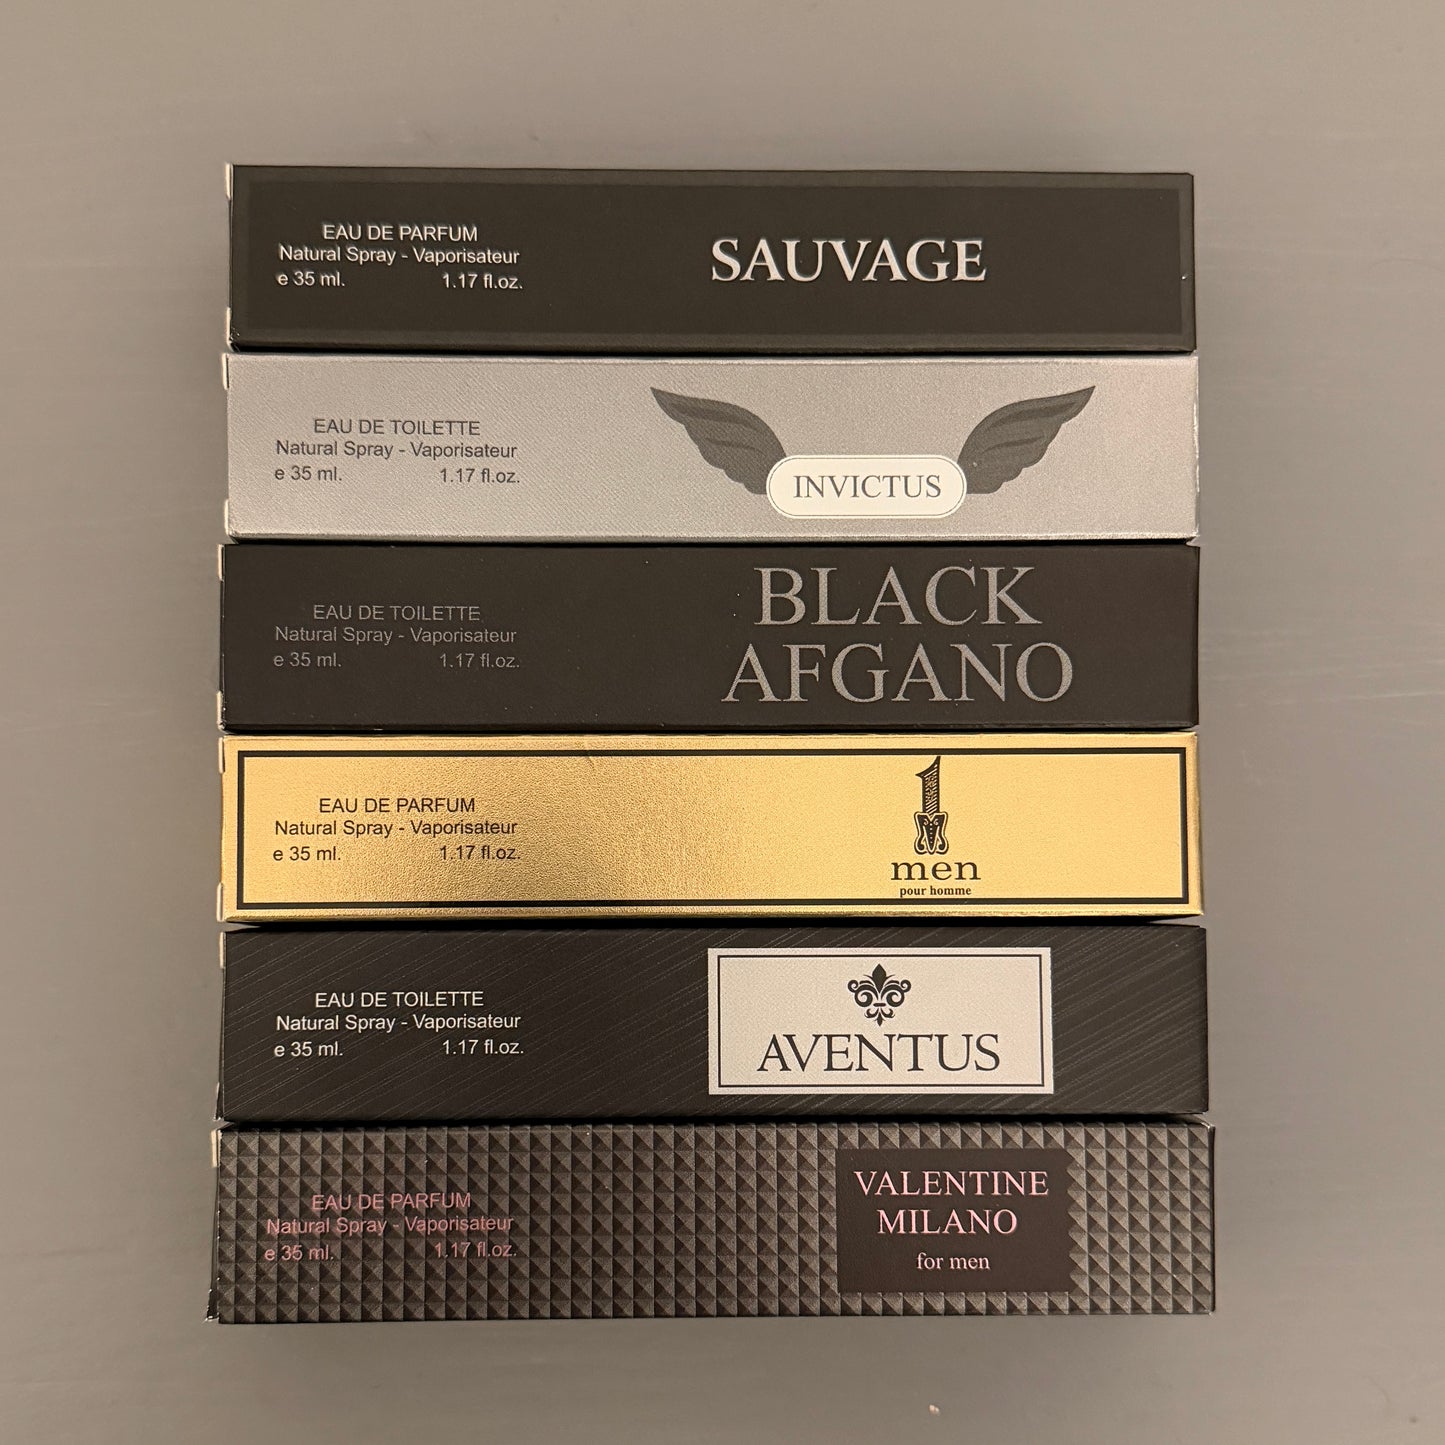 EAU DE PARFUM
Natural Spray - Vaporisateur
e 35 ml. 1.17 fl.oz.
SAUVAGE
EAU DE TOILETTE
Natural Spray - Vaporisateur
e 35 ml. 1.17 fl.oz.
INVICTUS
EAU DE TOILETTE
Natural Spray - Vaporisateur
e 35 ml. 1.17 fl.oz.
BLACK
AFGANO
EAU DE PARFUM
Natural Spray - Vaporisateur
e 35 ml. 1.17 fl.oz.
1
men
pour homme
EAU DE TOILETTE
Natural Spray - Vaporisateur
e 35 ml. 1.17 fl.oz.
AVENTUS
EAU DE PARFUM
Natural Spray - Vaporisateur
e 35 ml. 1.17 fl.oz.
VALENTINE
MILANO
for men